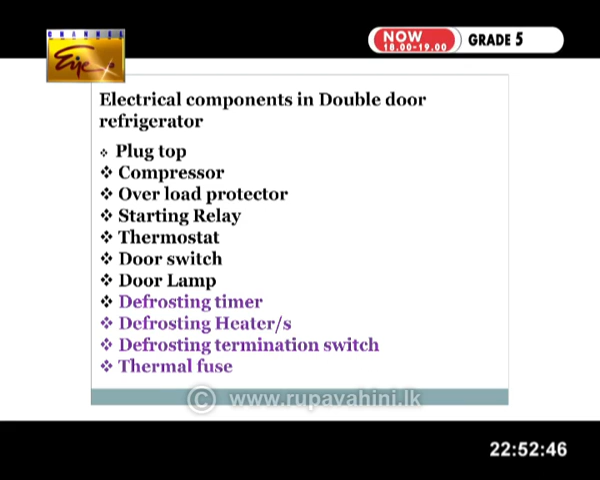 NOW
18.00-19.00
GRADE 5
CHANNEL
Eye
Electrical components in Double door
refrigerator
❖ Plug top
❖ Compressor
❖ Over load protector
❖ Starting Relay
❖ Thermostat
❖ Door switch
❖ Door Lamp
❖ Defrosting timer
❖ Defrosting Heater/s
❖ Defrosting termination switch
❖ Thermal fuse
© www.rupavahini.lk
22:52:46